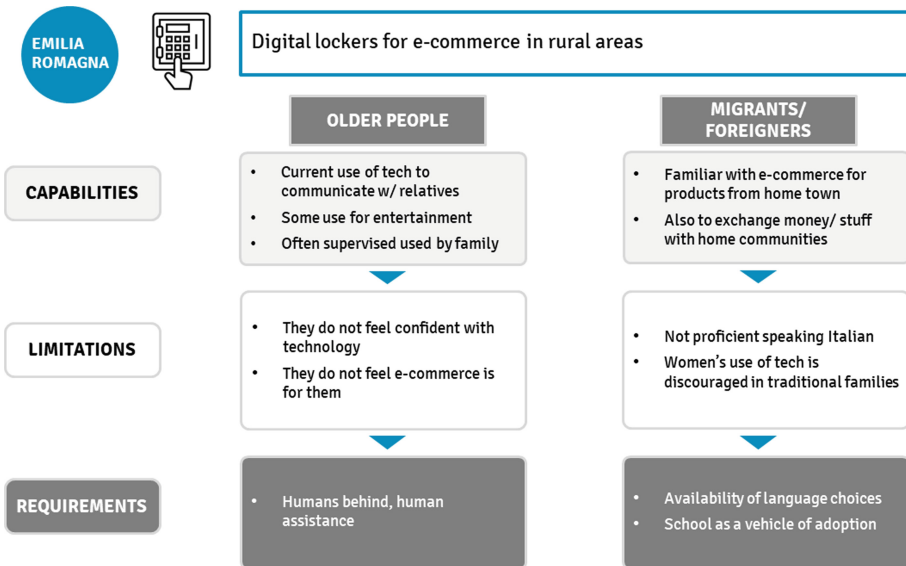 EMILIA
ROMAGNA
Digital lockers for e-commerce in rural areas
OLDER PEOPLE
MIGRANTS/
FOREIGNERS
CAPABILITIES
• Current use of tech to
communicate w/ relatives
• Some use for entertainment
• Often supervised used by family
• Familiar with e-commerce for
products from home town
• Also to exchange money/ stuff
with home communities
LIMITATIONS
• They do not feel confident with
technology
• They do not feel e-commerce is
for them
• Not proficient speaking Italian
• Women's use of tech is
discouraged in traditional families
REQUIREMENTS
• Humans behind, human
assistance
• Availability of language choices
• School as a vehicle of adoption